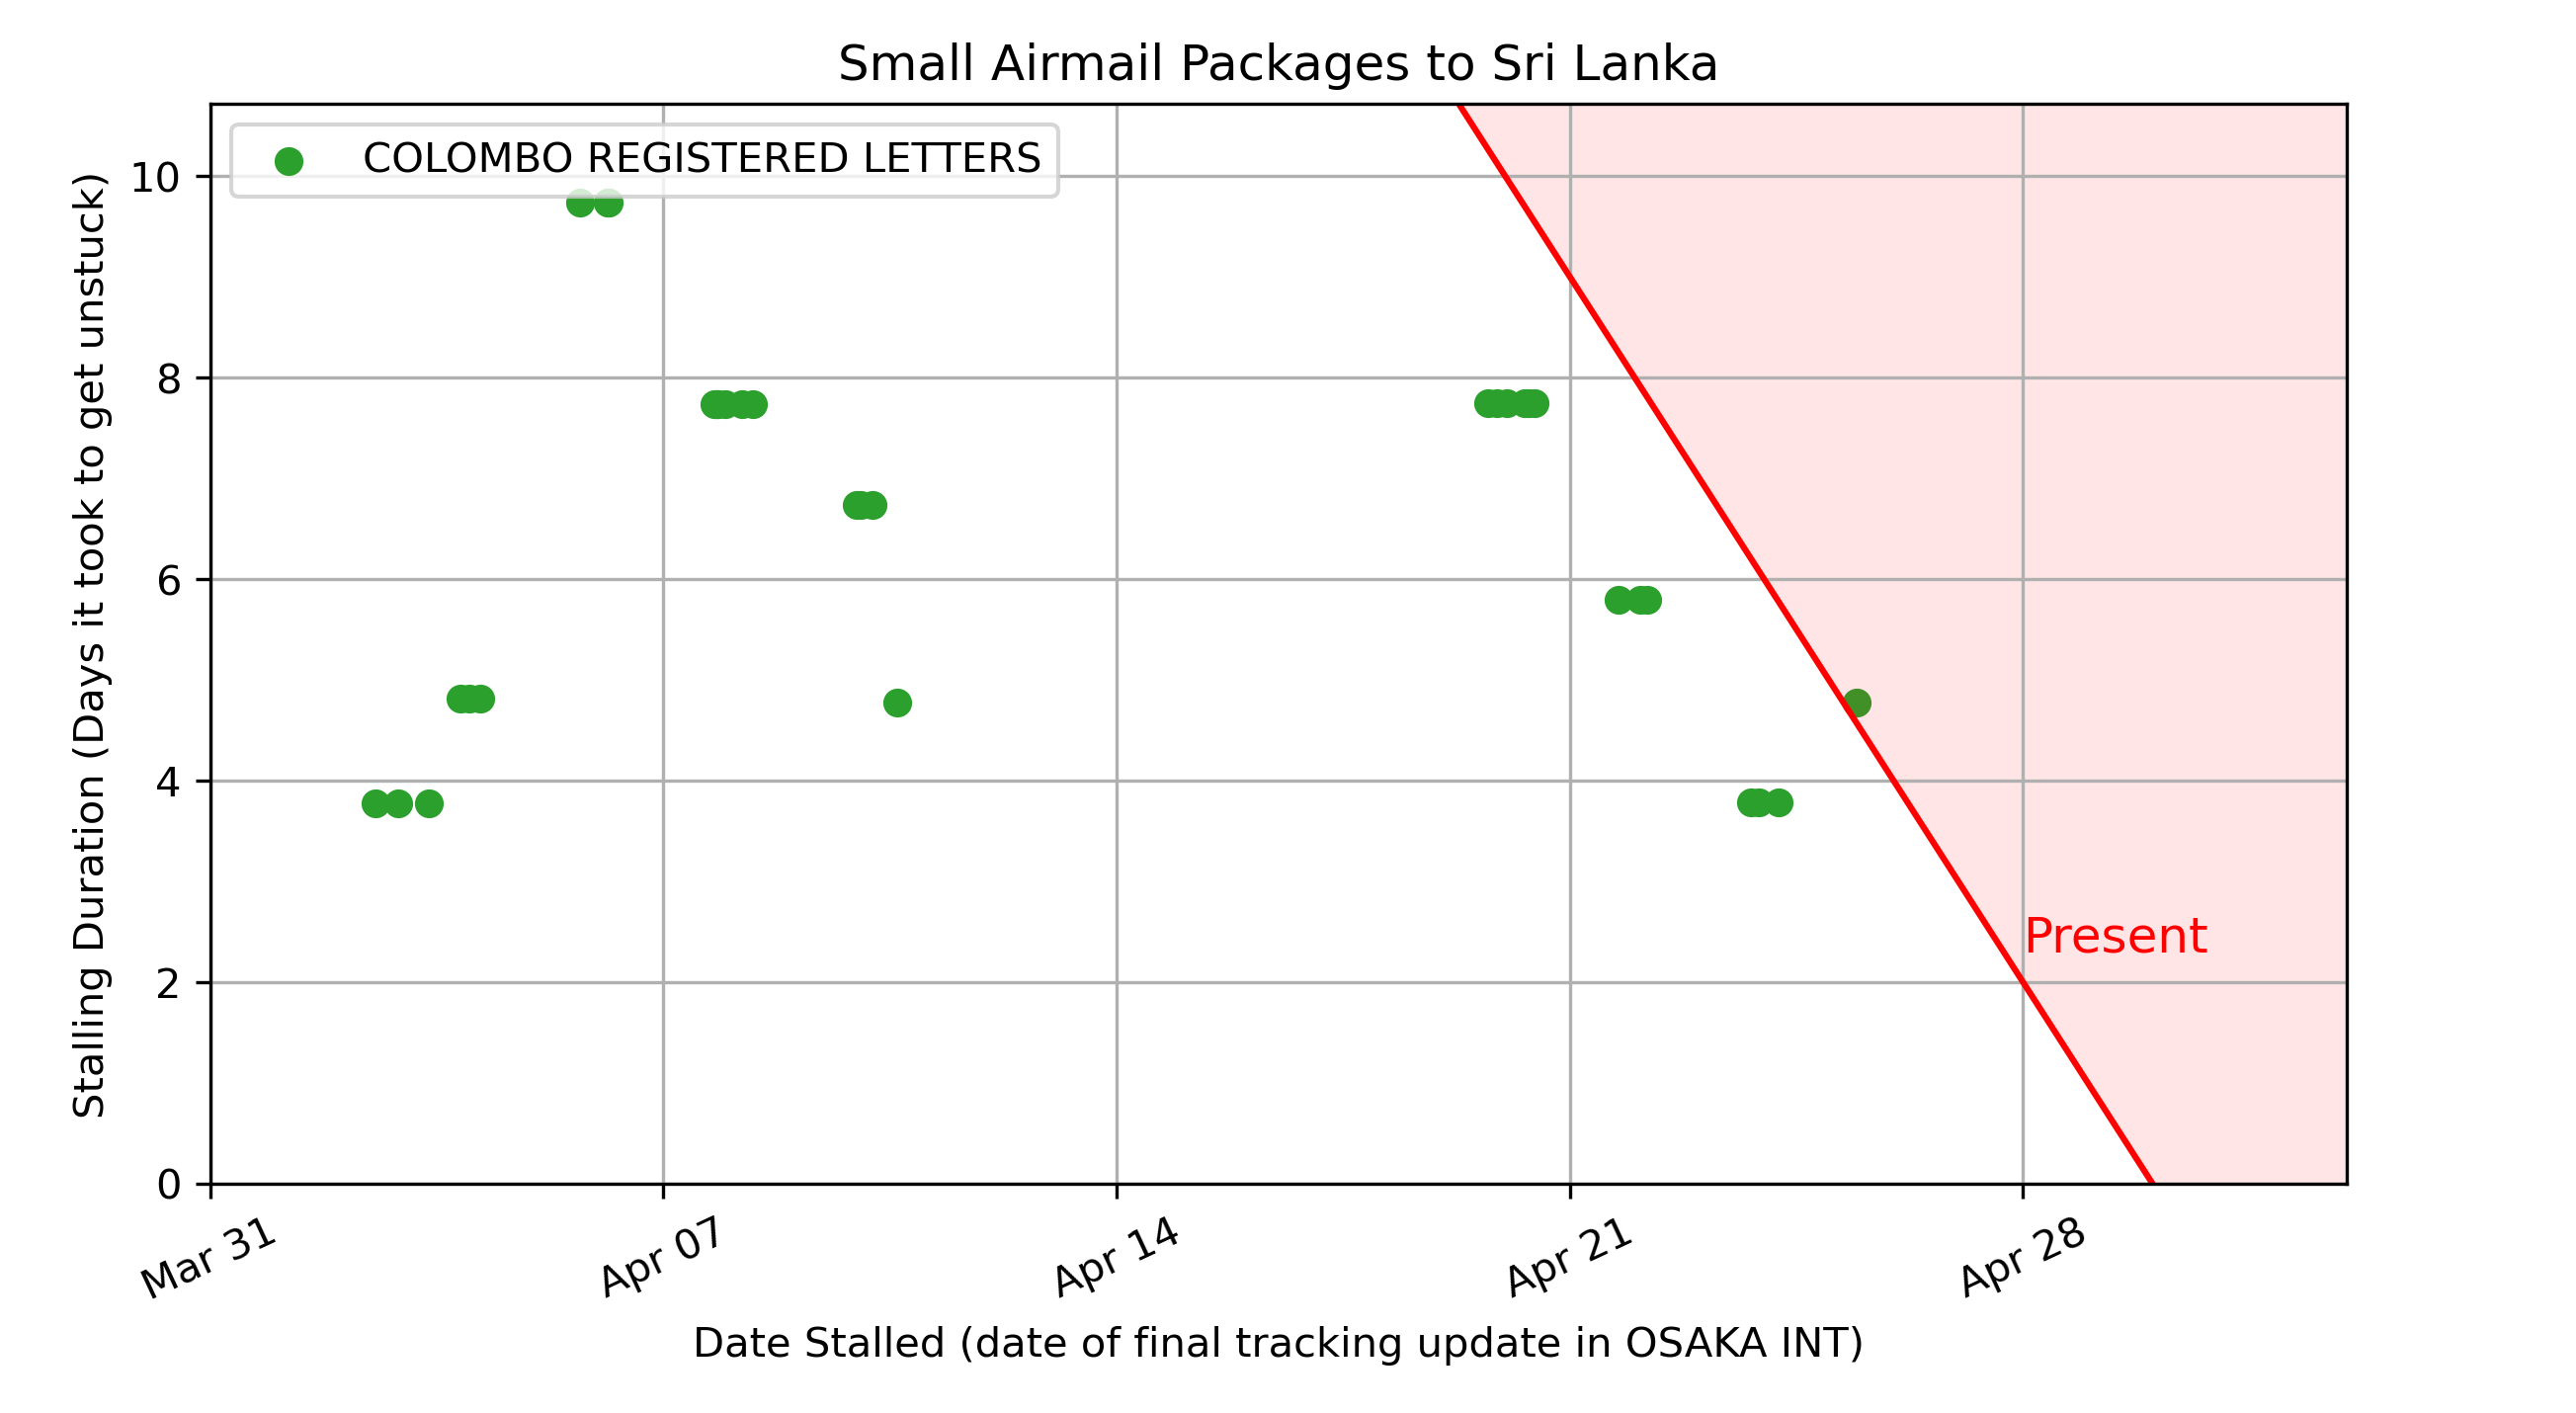 Small Airmail Packages to Sri Lanka
COLOMBO REGISTERED LETTERS
Stalling Duration (Days it took to get unstuck)
10
8
6
4
2
0
Present
Mar 31
Apr 07
Apr 14
Apr 21
Apr 28
Date Stalled (date of final tracking update in OSAKA INT)